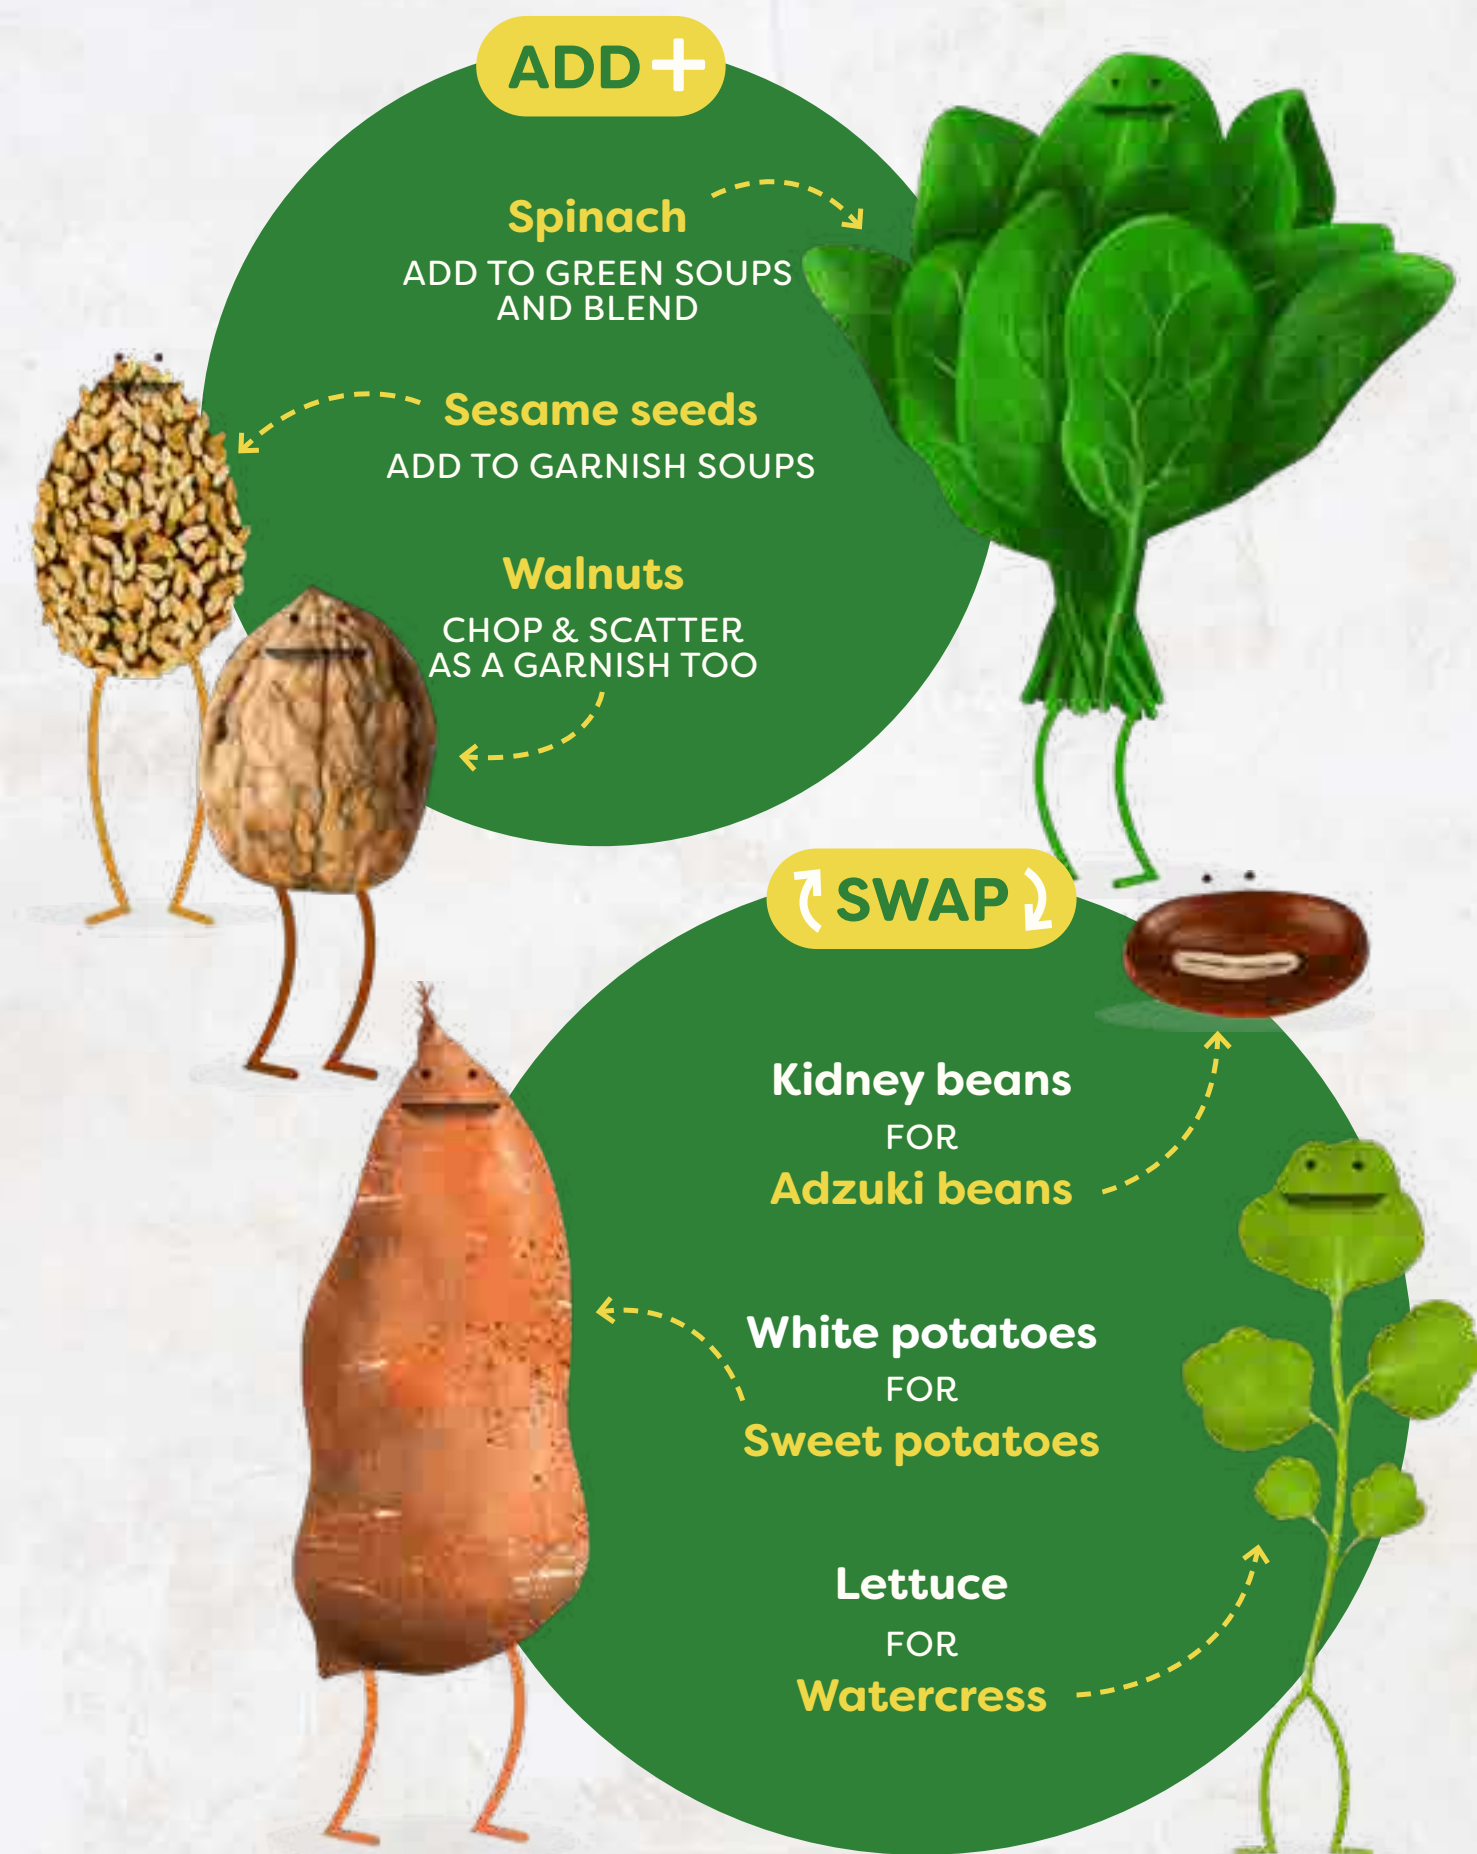 ADD +
Spinach
ADD TO GREEN SOUPS
AND BLEND
Sesame seeds
ADD TO GARNISH SOUPS
Walnuts
CHOP & SCATTER
AS A GARNISH TOO
SWAP
Kidney beans
FOR
Adzuki beans
White potatoes
FOR
Sweet potatoes
Lettuce
FOR
Watercress